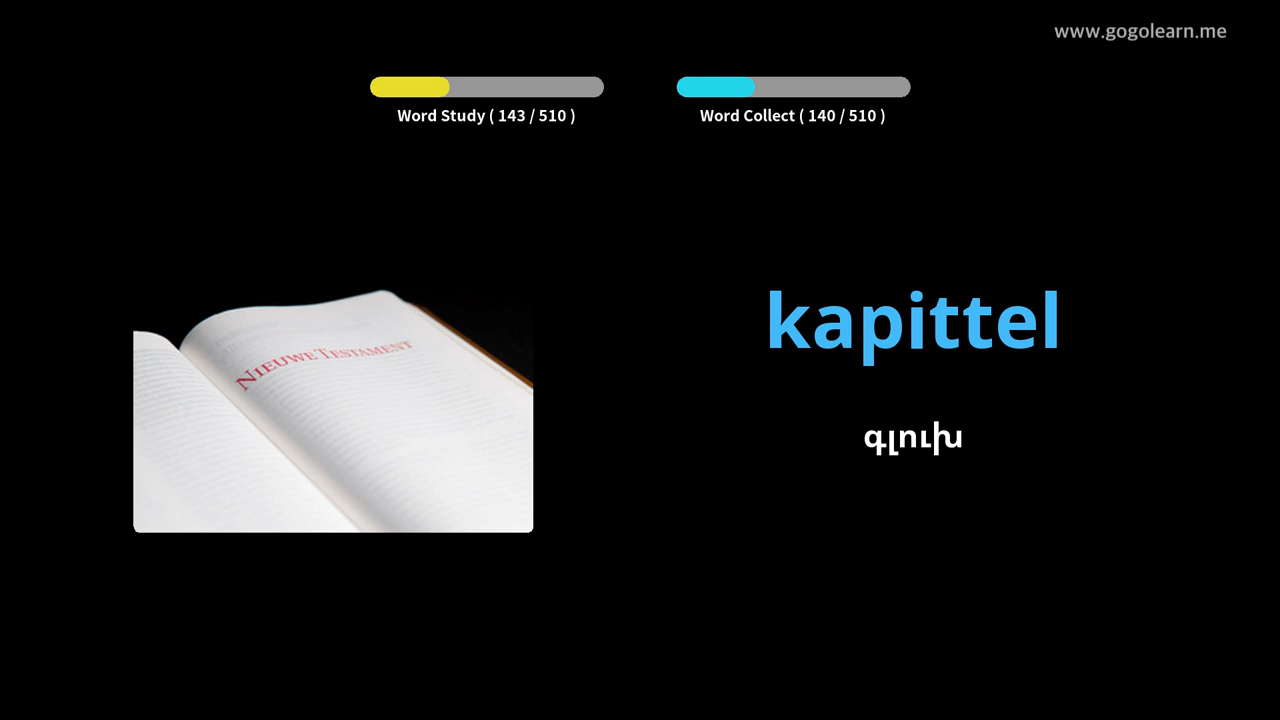 www.gogolearn.me
Word Study ( 143 / 510 )
Word Collect ( 140 / 510 )
NIEUWE TESTAMENT
kapittel
գլուխ